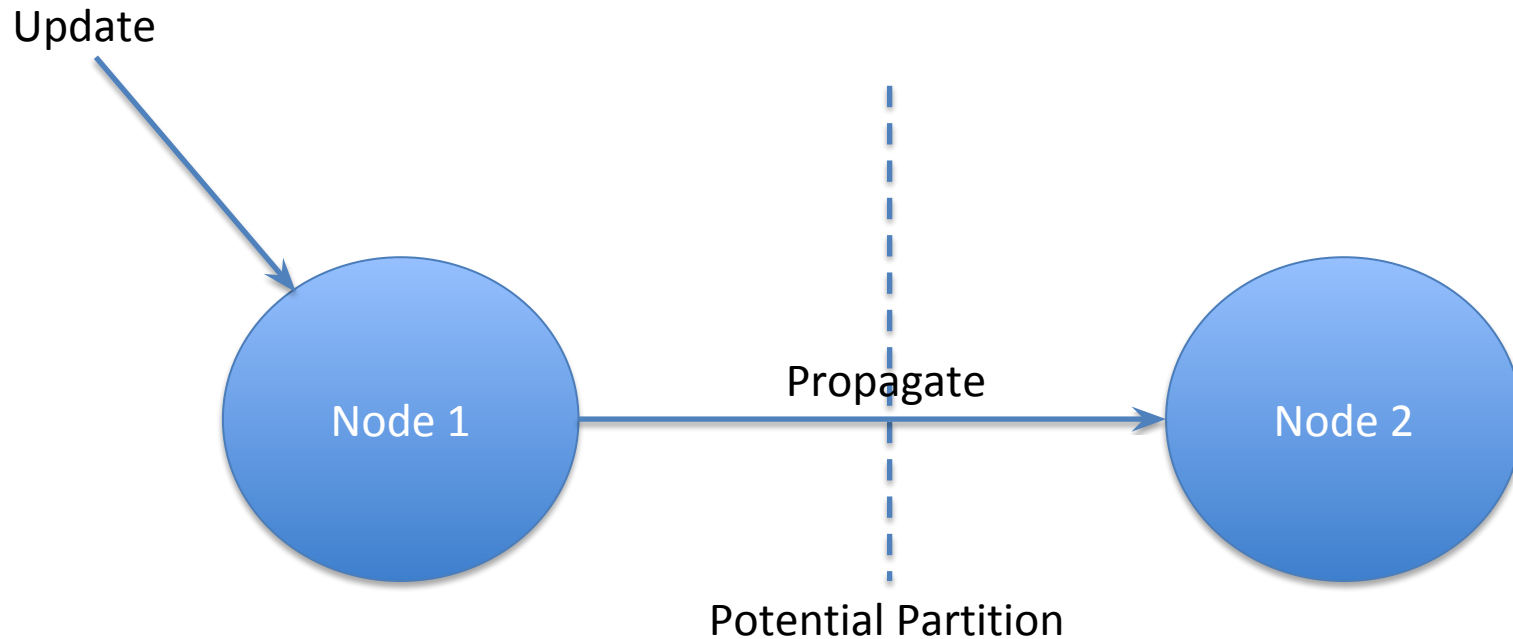 Update
Propagate
Node 1
Node 2
Potential Partition